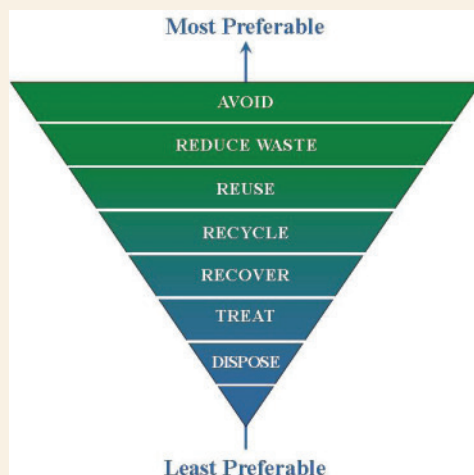 Most Preferable
AVOID
REDUCE WASTE
REUSE
RECYCLE
RECOVER
TREAT
DISPOSE
Least Preferable